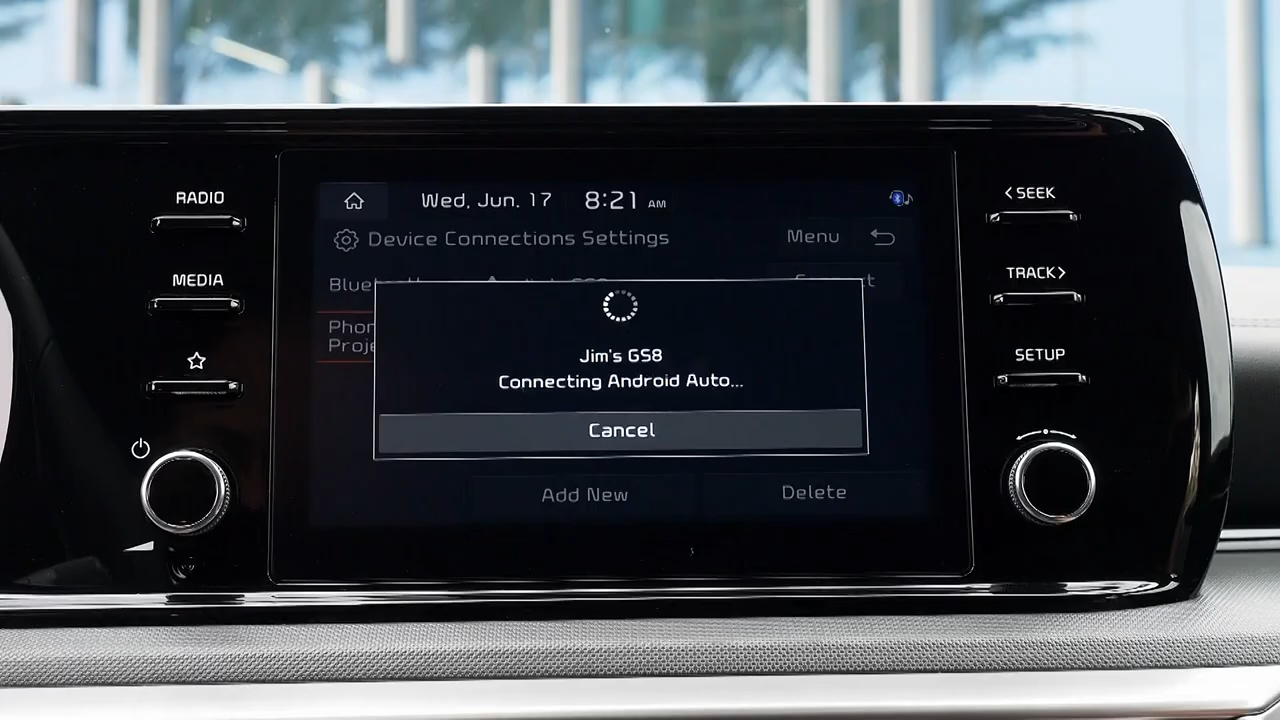 RADIO
MEDIA
Wed, Jun. 17 8:21 AM
Device Connections Settings Menu
Jim's GS8
Connecting Android Auto...
Cancel
Add New Delete
< SEEK
TRACK >
SETUP